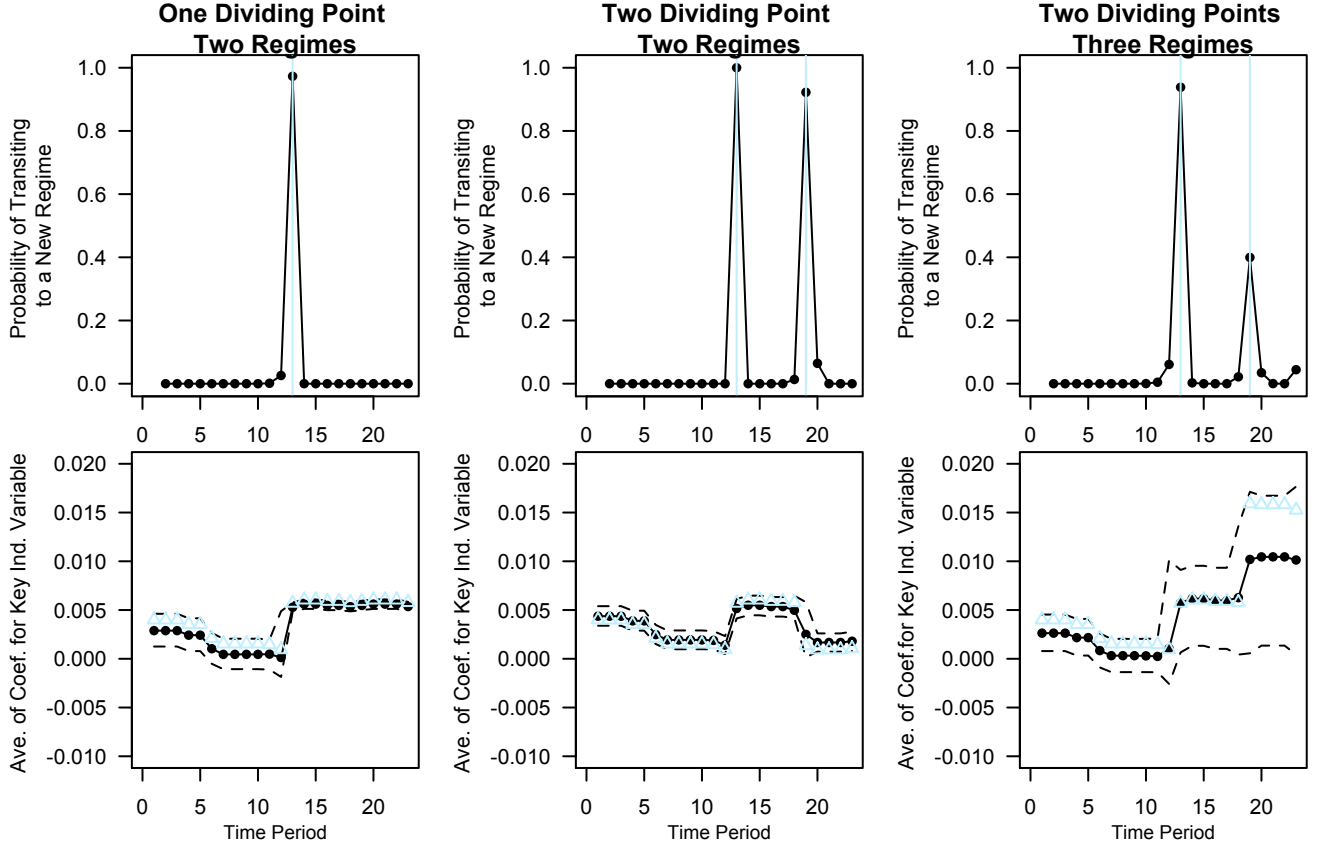 One Dividing Point
Two Regimes
Two Dividing Point
Two Regimes
Two Dividing Points
Three Regimes
Probability of Transiting
to a New Regime
1.0
0.8
0.6
0.4
0.2
0.0
0 5 10 15 20
Probability of Transiting
to a New Regime
1.0
0.8
0.6
0.4
0.2
0.0
0 5 10 15 20
Probability of Transiting
to a New Regime
1.0
0.8
0.6
0.4
0.2
0.0
0 5 10 15 20
Ave. of Coef. for Key Ind. Variable
0.020
0.015
0.010
0.005
0.000
-0.005
-0.010
0 5 10 15 20
Time Period
Ave. of Coef. for Key Ind. Variable
0.020
0.015
0.010
0.005
0.000
-0.005
-0.010
0 5 10 15 20
Time Period
Ave. of Coef.for Key Ind. Variable
0.020
0.015
0.010
0.005
0.000
-0.005
-0.010
0 5 10 15 20
Time Period